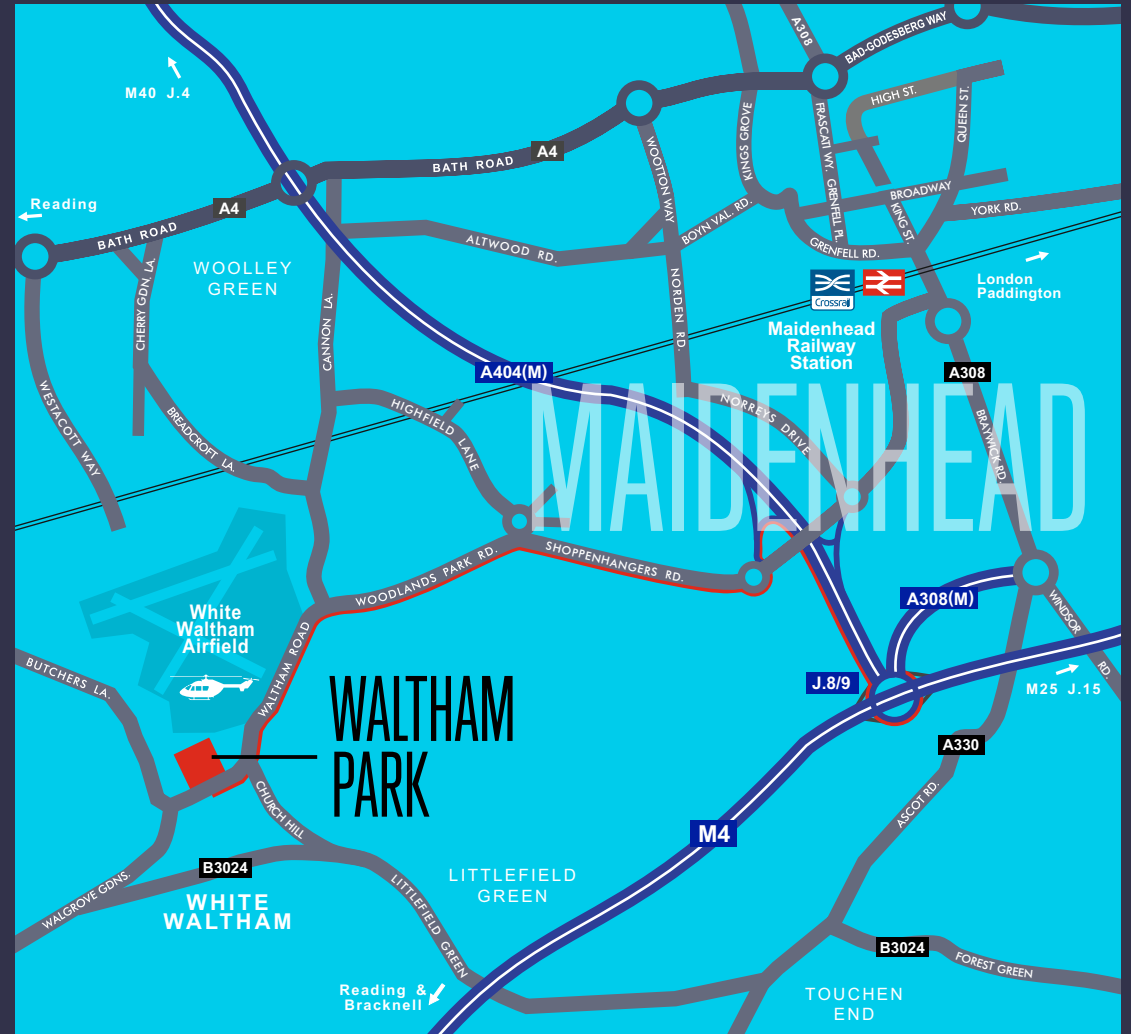 A308
BAD-GODESBERG WAY
M40 J.4
HIGH ST.
QUEEN ST.
FRASCATI WY.
KINGS GROVE
A4
BATH ROAD
WOOTTON WAY
GRENFELL PL.
BROADWAY
KING ST.
YORK RD.
Reading
A4
BATH ROAD
BOYN VAL. RD.
ALTWOOD RD.
GRENFELL RD.
WOOLLEY
GREEN
CHERRY GDN. LA.
CANNON LA.
NORDEN RD.
Crossrail
London
Paddington
Maidenhead
Railway
Station
A404(M)
A308
MAIDENHEAD
WESTACOTT WAY
BREADCROFT LA.
HIGHFIELD LANE
NORREYS DRIVE
BRAYWICK RD.
WOODLANDS PARK RD.
SHOPPENHANGERS RD.
White
Waltham
Airfield
A308(M)
WINDSOR RD.
WALTHAM ROAD
BUTCHERS LA.
J.8/9
M25 J.15
WALTHAM
PARK
A330
CHURCH HILL
ASCOT RD.
M4
B3024
WALGROVE GDNS.
WHITE
WALTHAM
LITTLEFIELD GREEN
LITTLEFIELD
GREEN
B3024
FOREST GREEN
Reading &
Bracknell
TOUCHEN
END